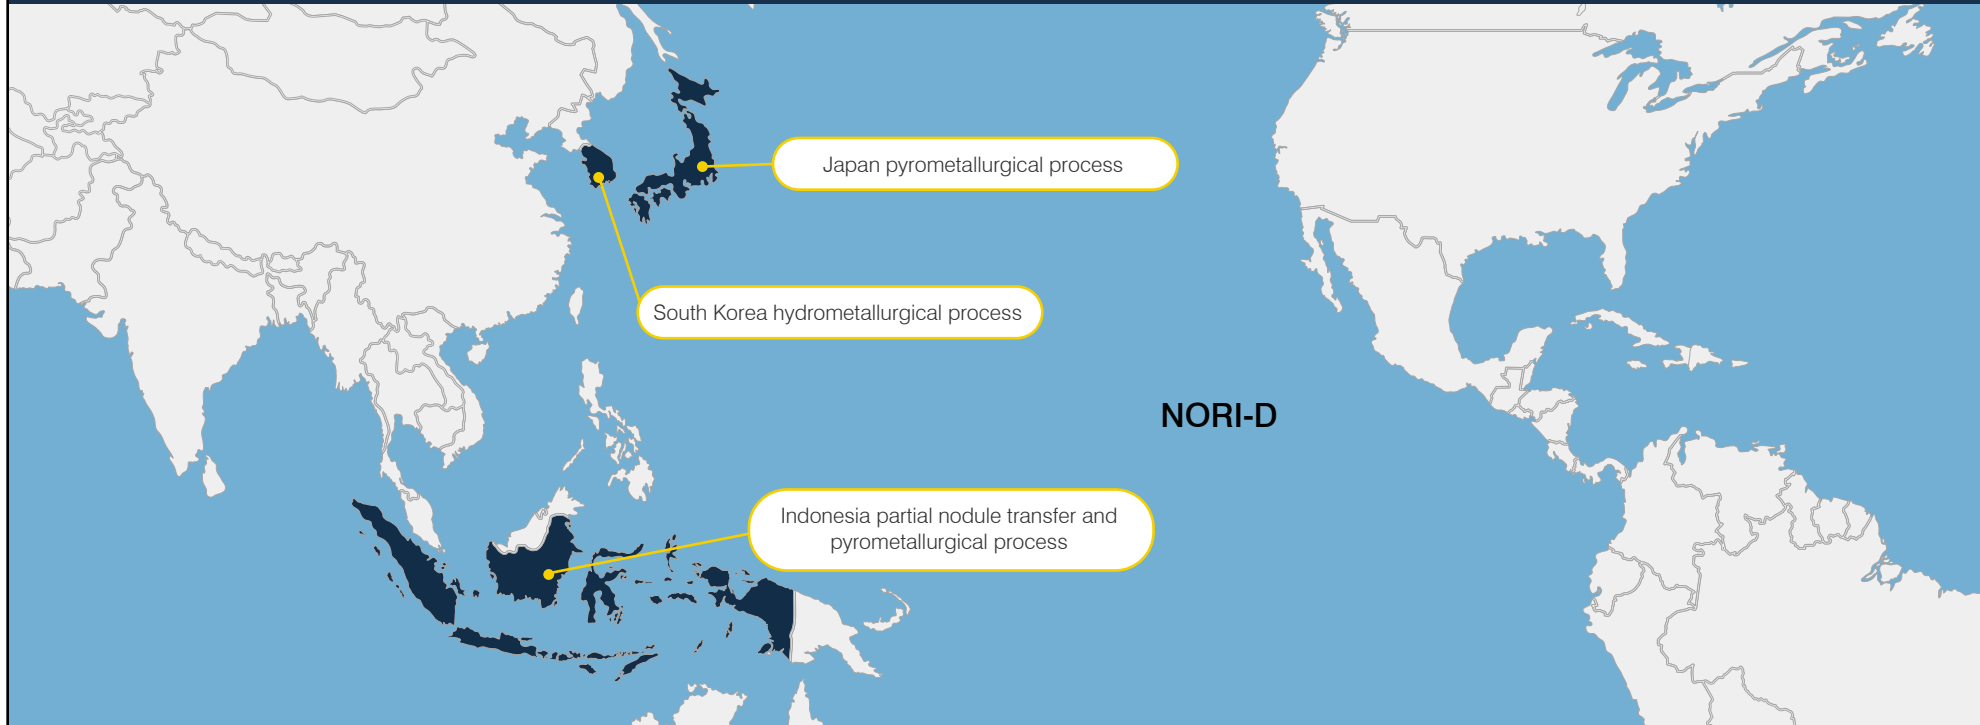 Japan pyrometallurgical process
South Korea hydrometallurgical process
NORI-D
Indonesia partial nodule transfer and
pyrometallurgical process